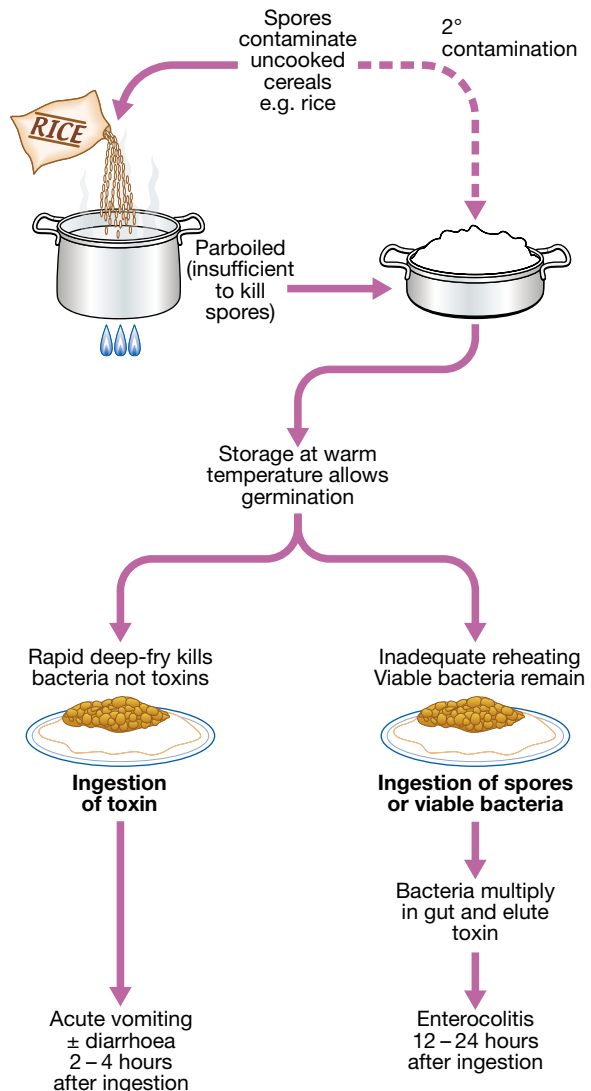 Spores
contaminate
uncooked
cereals
e.g. rice
2°
contamination
RICE
Parboiled
(insufficient
to kill
spores)
Storage at warm
temperature allows
germination
Rapid deep-fry kills
bacteria not toxins
Ingestion
of toxin
Acute vomiting
± diarrhoea
2 – 4 hours
after ingestion
Inadequate reheating
Viable bacteria remain
Ingestion of spores
or viable bacteria
Bacteria multiply
in gut and elute
toxin
Enterocolitis
12 – 24 hours
after ingestion